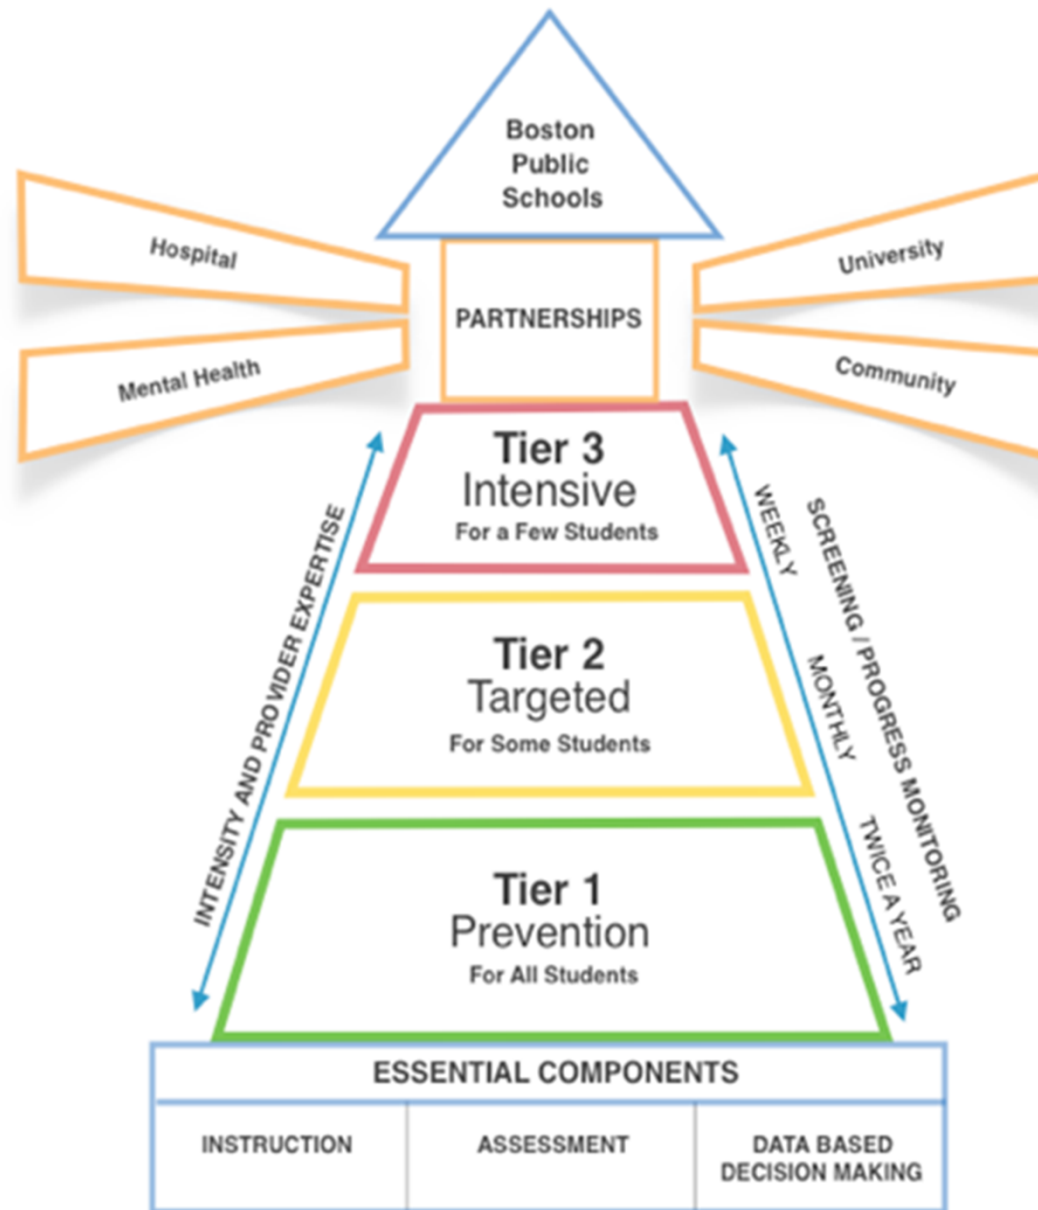 Boston
Public
Schools
Hospital
University
PARTNERSHIPS
Mental Health
Community
Tier 3
Intensive
For a Few Students
INTENSITY AND PROVIDER EXPERTISE
WEEKLY
SCREENING / PROGRESS MONITORING
Tier 2
Targeted
For Some Students
MONTHLY
Tier 1
Prevention
For All Students
TWICE A YEAR
ESSENTIAL COMPONENTS
INSTRUCTION
ASSESSMENT
DATA BASED
DECISION MAKING